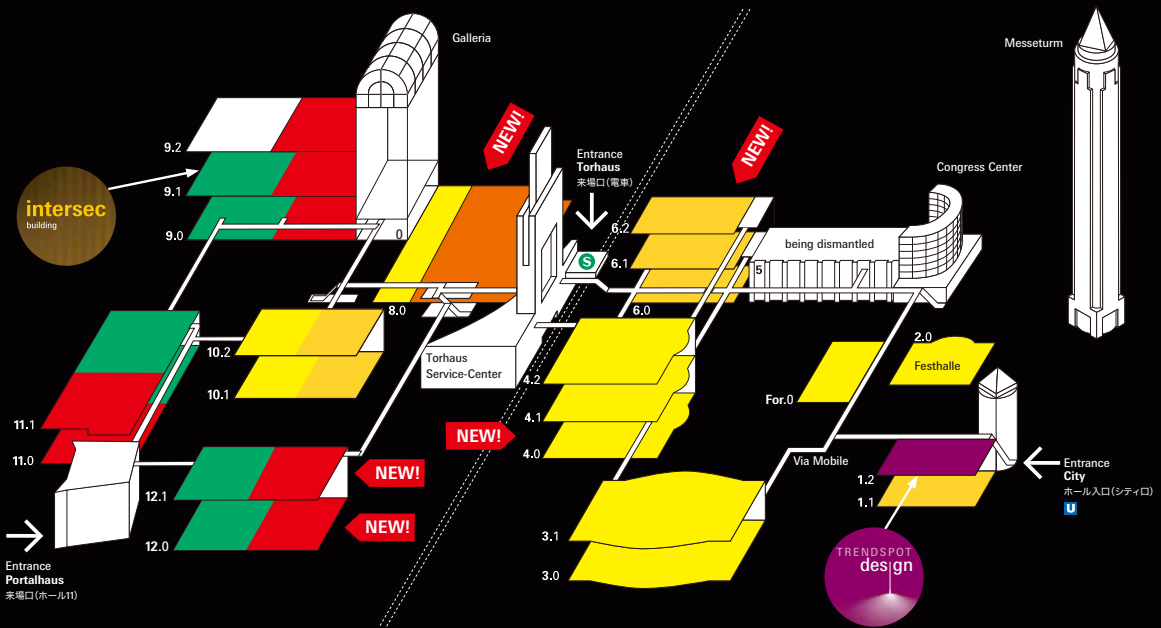 Galleria
Messeturm
NEW!
NEW!
Entrance
Torhaus
来場口(電車)
Congress Center
9.2
9.1
9.0
intersec
building
0
6.2
6.1
6.0
S
being dismantled
5
8.0
10.2
10.1
Torhaus
Service-Center
4.2
4.1
4.0
NEW!
2.0
Festhalle
For.0
11.1
11.0
12.1
12.0
NEW!
NEW!
Via Mobile
1.2
1.1
Entrance
City
ホール入口(シティ口)
U
3.1
3.0
TRENDSPOT
design
Entrance
Portalhaus
来場口(ホール11)